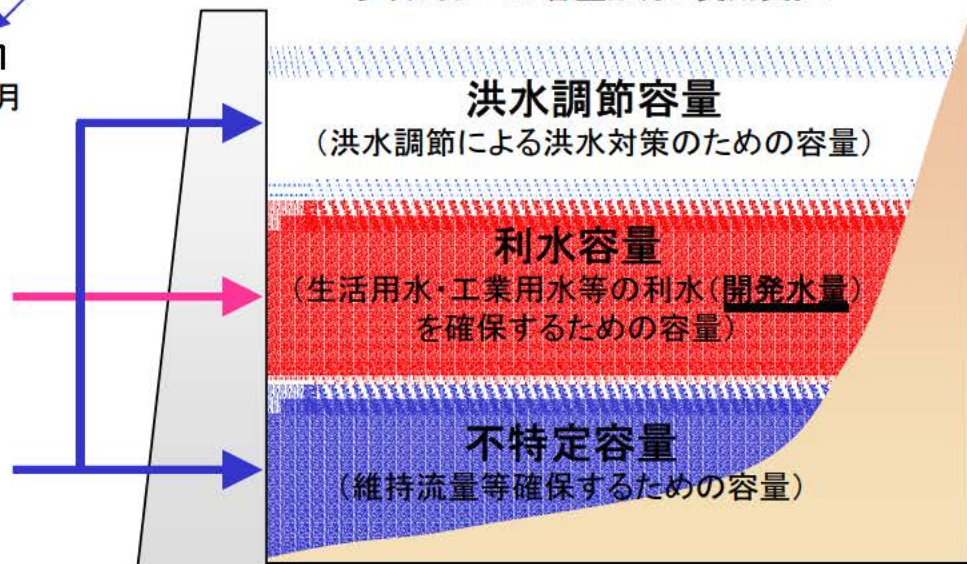 月
洪水調節容量
(洪水調節による洪水対策のための容量)
利水容量
(生活用水・工業用水等の利水(開発水量)
を確保するための容量)
不特定容量
(維持流量等確保するための容量)